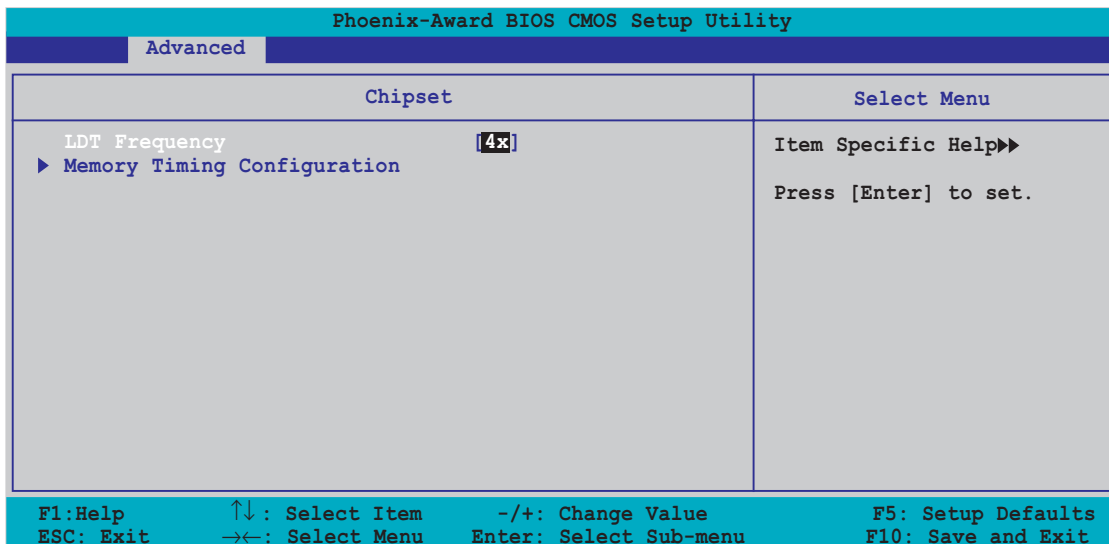 Phoenix-Award BIOS CMOS Setup Utility
Advanced
Chipset
Select Menu
LDT Frequency [4x]
Memory Timing Configuration
Item Specific Help
Press [Enter] to set.
F1:Help ↑↓: Select Item -/+: Change Value F5: Setup Defaults
ESC: Exit →←: Select Menu Enter: Select Sub-menu F10: Save and Exit